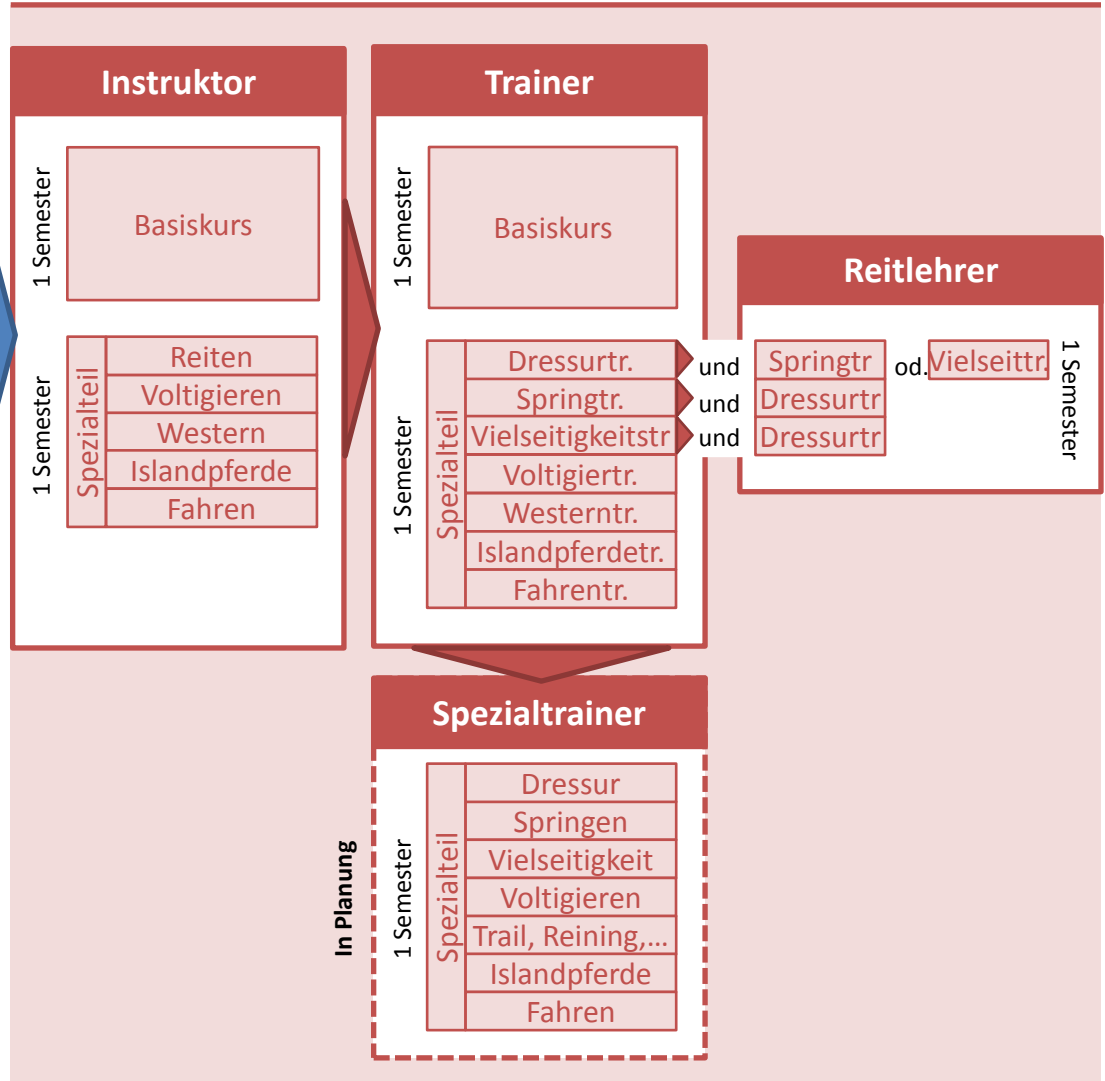 Instruktor
1 Semester
Basiskurs
1 Semester
Spezialteil
Reiten
Voltigieren
Western
Islandpferde
Fahren
Trainer
1 Semester
Basiskurs
1 Semester
Spezialteil
Dressurtr.
Springtr.
Vielseitigkeitstr
Voltigiertr.
Westerntr.
Islandpferdetr.
Fahrentr.
Reitlehrer
und Springtr od. Vielseittr.
und Dressurtr
und Dressurtr
1 Semester
Spezialtrainer
In Planung
1 Semester
Spezialteil
Dressur
Springen
Vielseitigkeit
Voltigieren
Trail, Reining,...
Islandpferde
Fahren